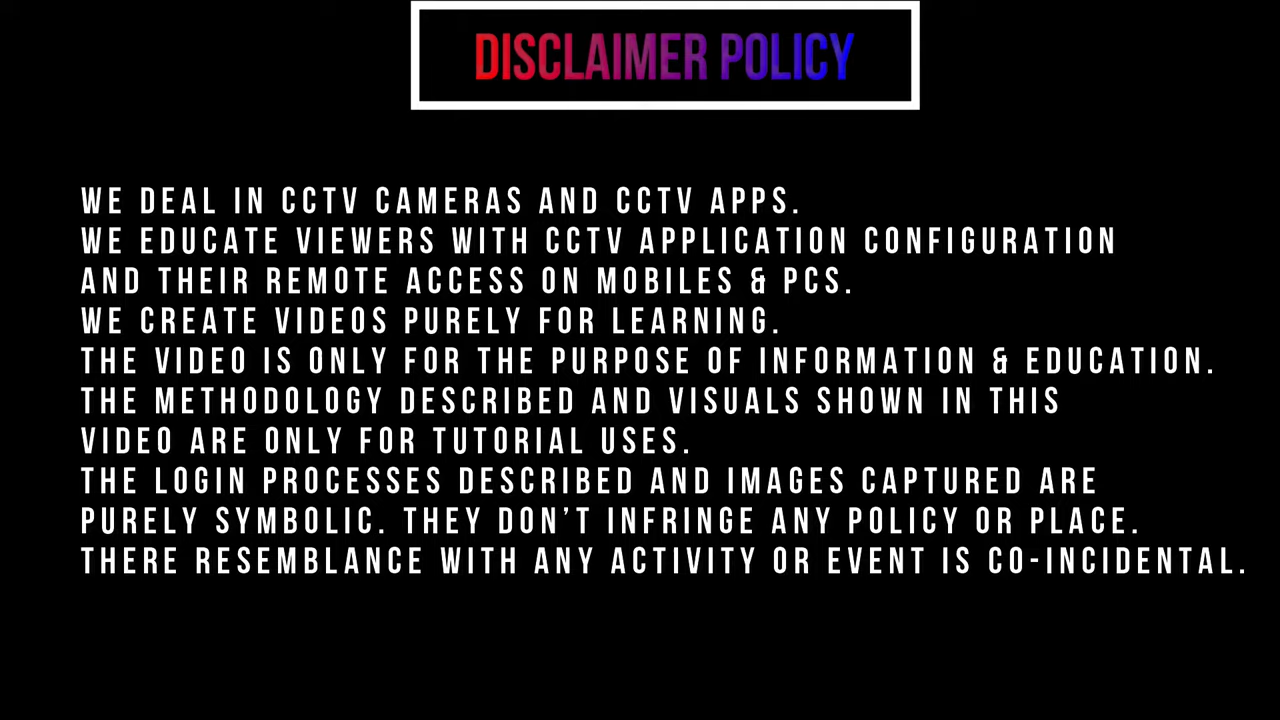 DISCLAIMER POLICY
WE DEAL IN CCTV CAMERAS AND CCTV APPS.
WE EDUCATE VIEWERS WITH CCTV APPLICATION CONFIGURATION
AND THEIR REMOTE ACCESS ON MOBILES & PCS.
WE CREATE VIDEOS PURELY FOR LEARNING.
THE VIDEO IS ONLY FOR THE PURPOSE OF INFORMATION & EDUCATION.
THE METHODOLOGY DESCRIBED AND VISUALS SHOWN IN THIS
VIDEO ARE ONLY FOR TUTORIAL USES.
THE LOGIN PROCESSES DESCRIBED AND IMAGES CAPTURED ARE
PURELY SYMBOLIC. THEY DON’T INFRINGE ANY POLICY OR PLACE.
THERE RESEMBLANCE WITH ANY ACTIVITY OR EVENT IS CO-INCIDENTAL.